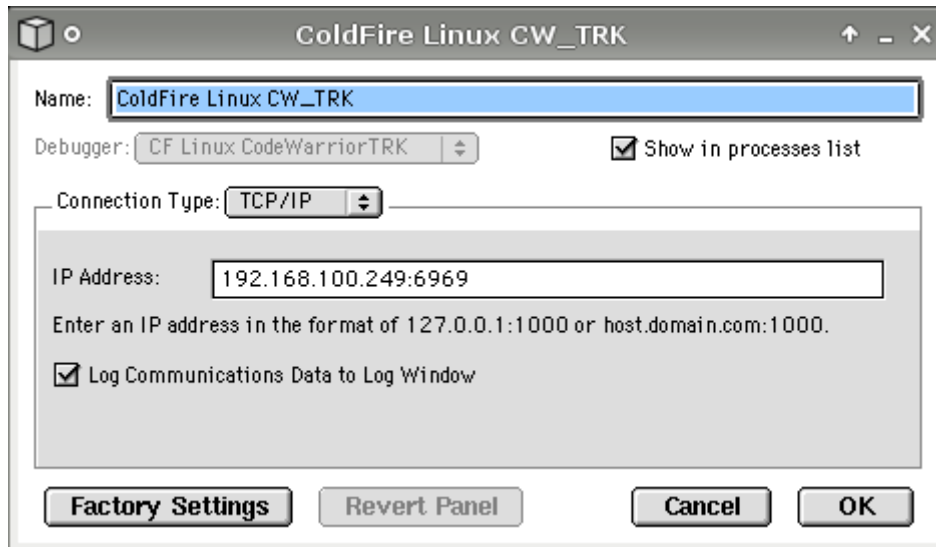 ColdFire Linux CW_TRK
Name: ColdFire Linux CW_TRK
Debugger: CF Linux CodeWarriorTRK
Show in processes list
Connection Type: TCP/IP
IP Address: 192.168.100.249:6969
Enter an IP address in the format of 127.0.0.1:1000 or host.domain.com:1000.
Log Communications Data to Log Window
Factory Settings Revert Panel Cancel OK